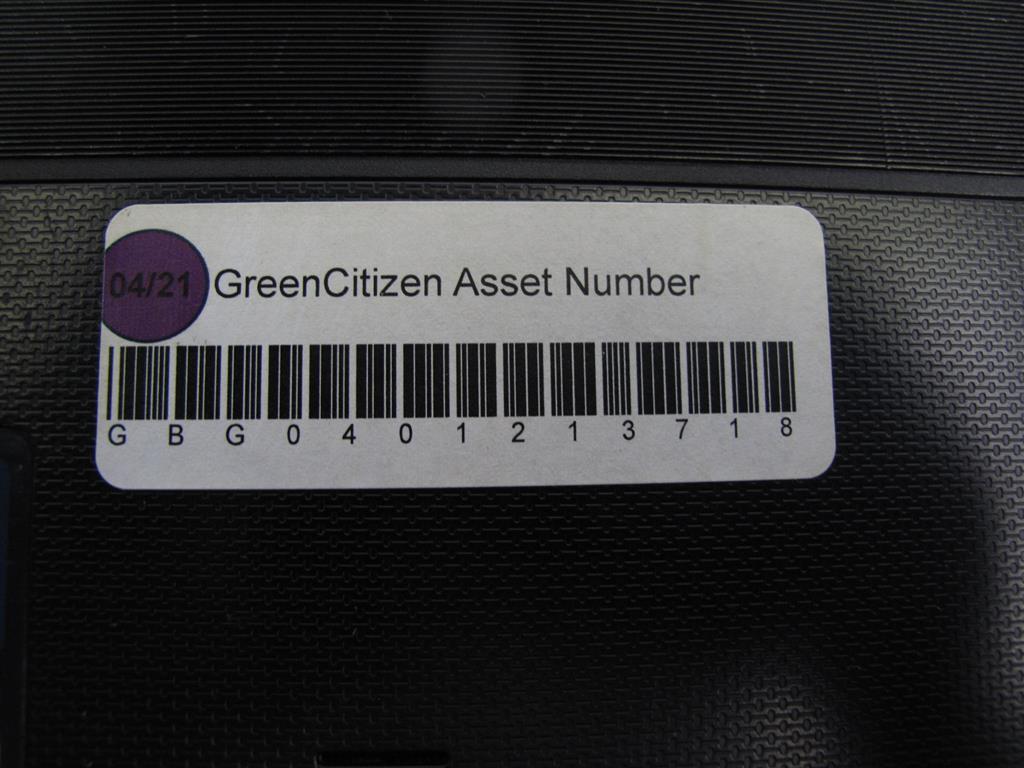 04/21 GreenCitizen Asset Number
G B G 0 4 0 1 2 1 3 7 1 8